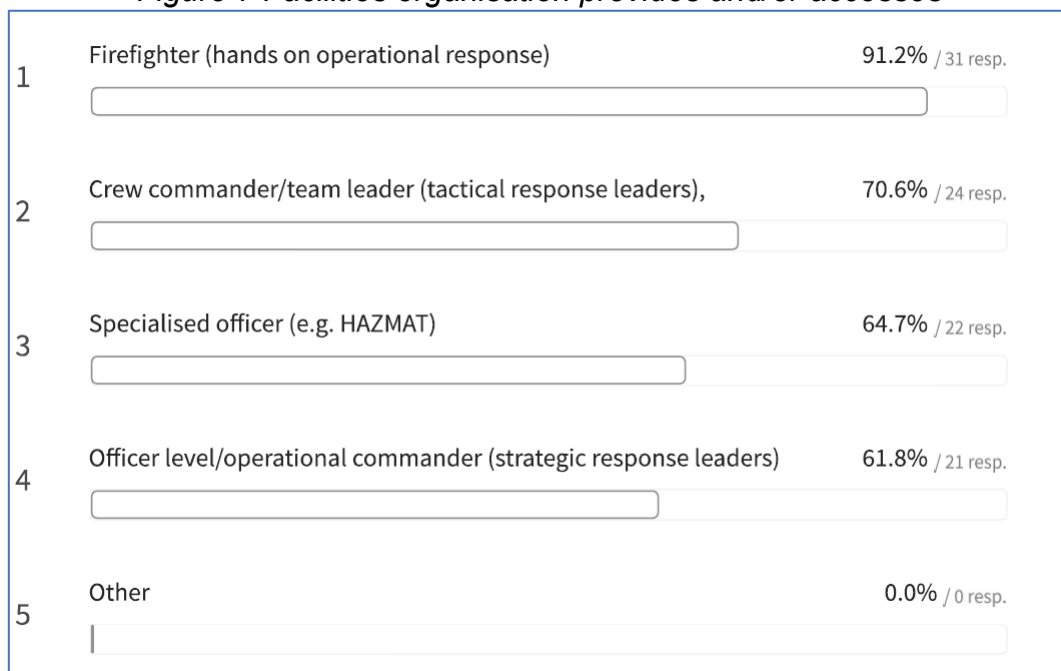 1
Firefighter (hands on operational response) 91.2% / 31 resp.
2
Crew commander/team leader (tactical response leaders), 70.6% / 24 resp.
3
Specialised officer (e.g. HAZMAT) 64.7% / 22 resp.
4
Officer level/operational commander (strategic response leaders) 61.8% / 21 resp.
5
Other 0.0% / 0 resp.